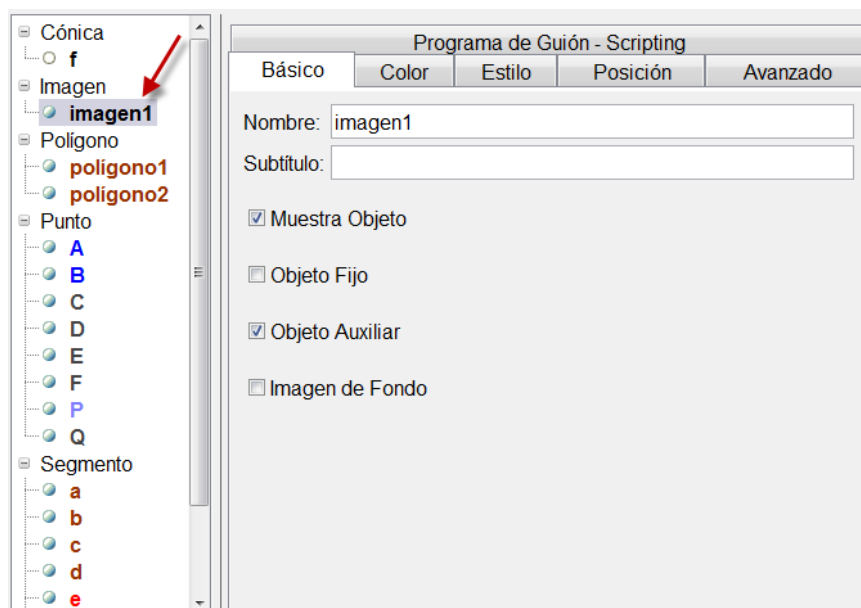 Cónica
f
Imagen
imagen1
Polígono
polígono1
polígono2
Punto
A
B
C
D
E
F
P
Q
Segmento
a
b
c
d
e
Programa de Guión - Scripting
Básico Color Estilo Posición Avanzado
Nombre: imagen1
Subtítulo:
Muestra Objeto
Objeto Fijo
Objeto Auxiliar
Imagen de Fondo